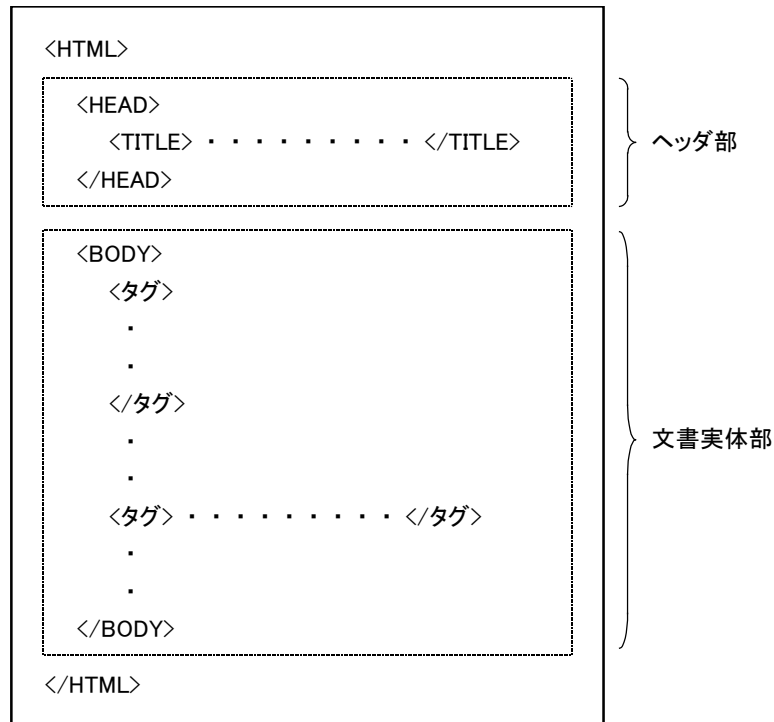 <HTML>
<HEAD>
<TITLE> ・・・・・・・・・ </TITLE>
</HEAD>
ヘッダ部
<BODY>
<タグ>
・
・
</タグ>
・
・
文書実体部
<タグ> ・・・・・・・・・ </タグ>
・
・
</BODY>
</HTML>